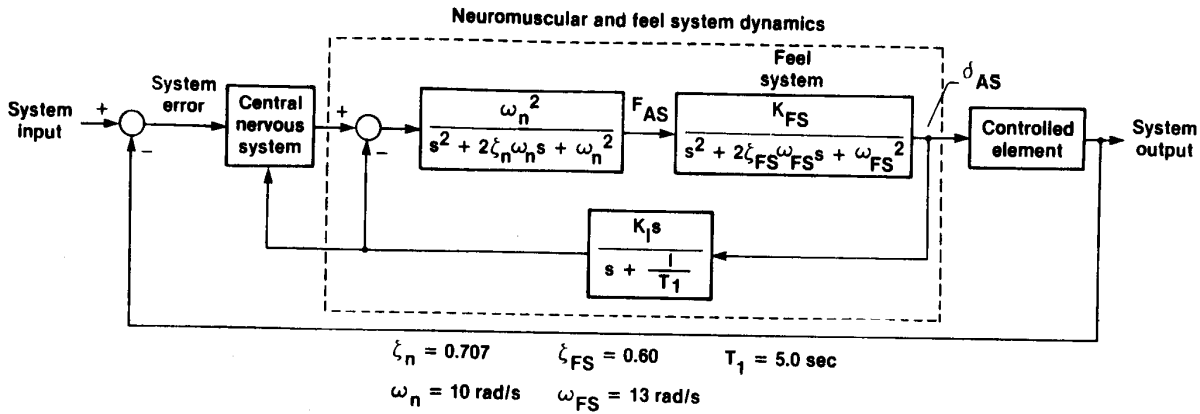 Neuromuscular and feel system dynamics
Feel
system
δAS
System
input
+
−
System
error
Central
nervous
system
+
−
ωn²
s² + 2ζnωns + ωn²
FAS
KFS
s² + 2ζFSωFSs + ωFS²
Controlled
element
System
output
KIs
s + 1
T1
ζn = 0.707 ζFS = 0.60 T1 = 5.0 sec
ωn = 10 rad/s ωFS = 13 rad/s